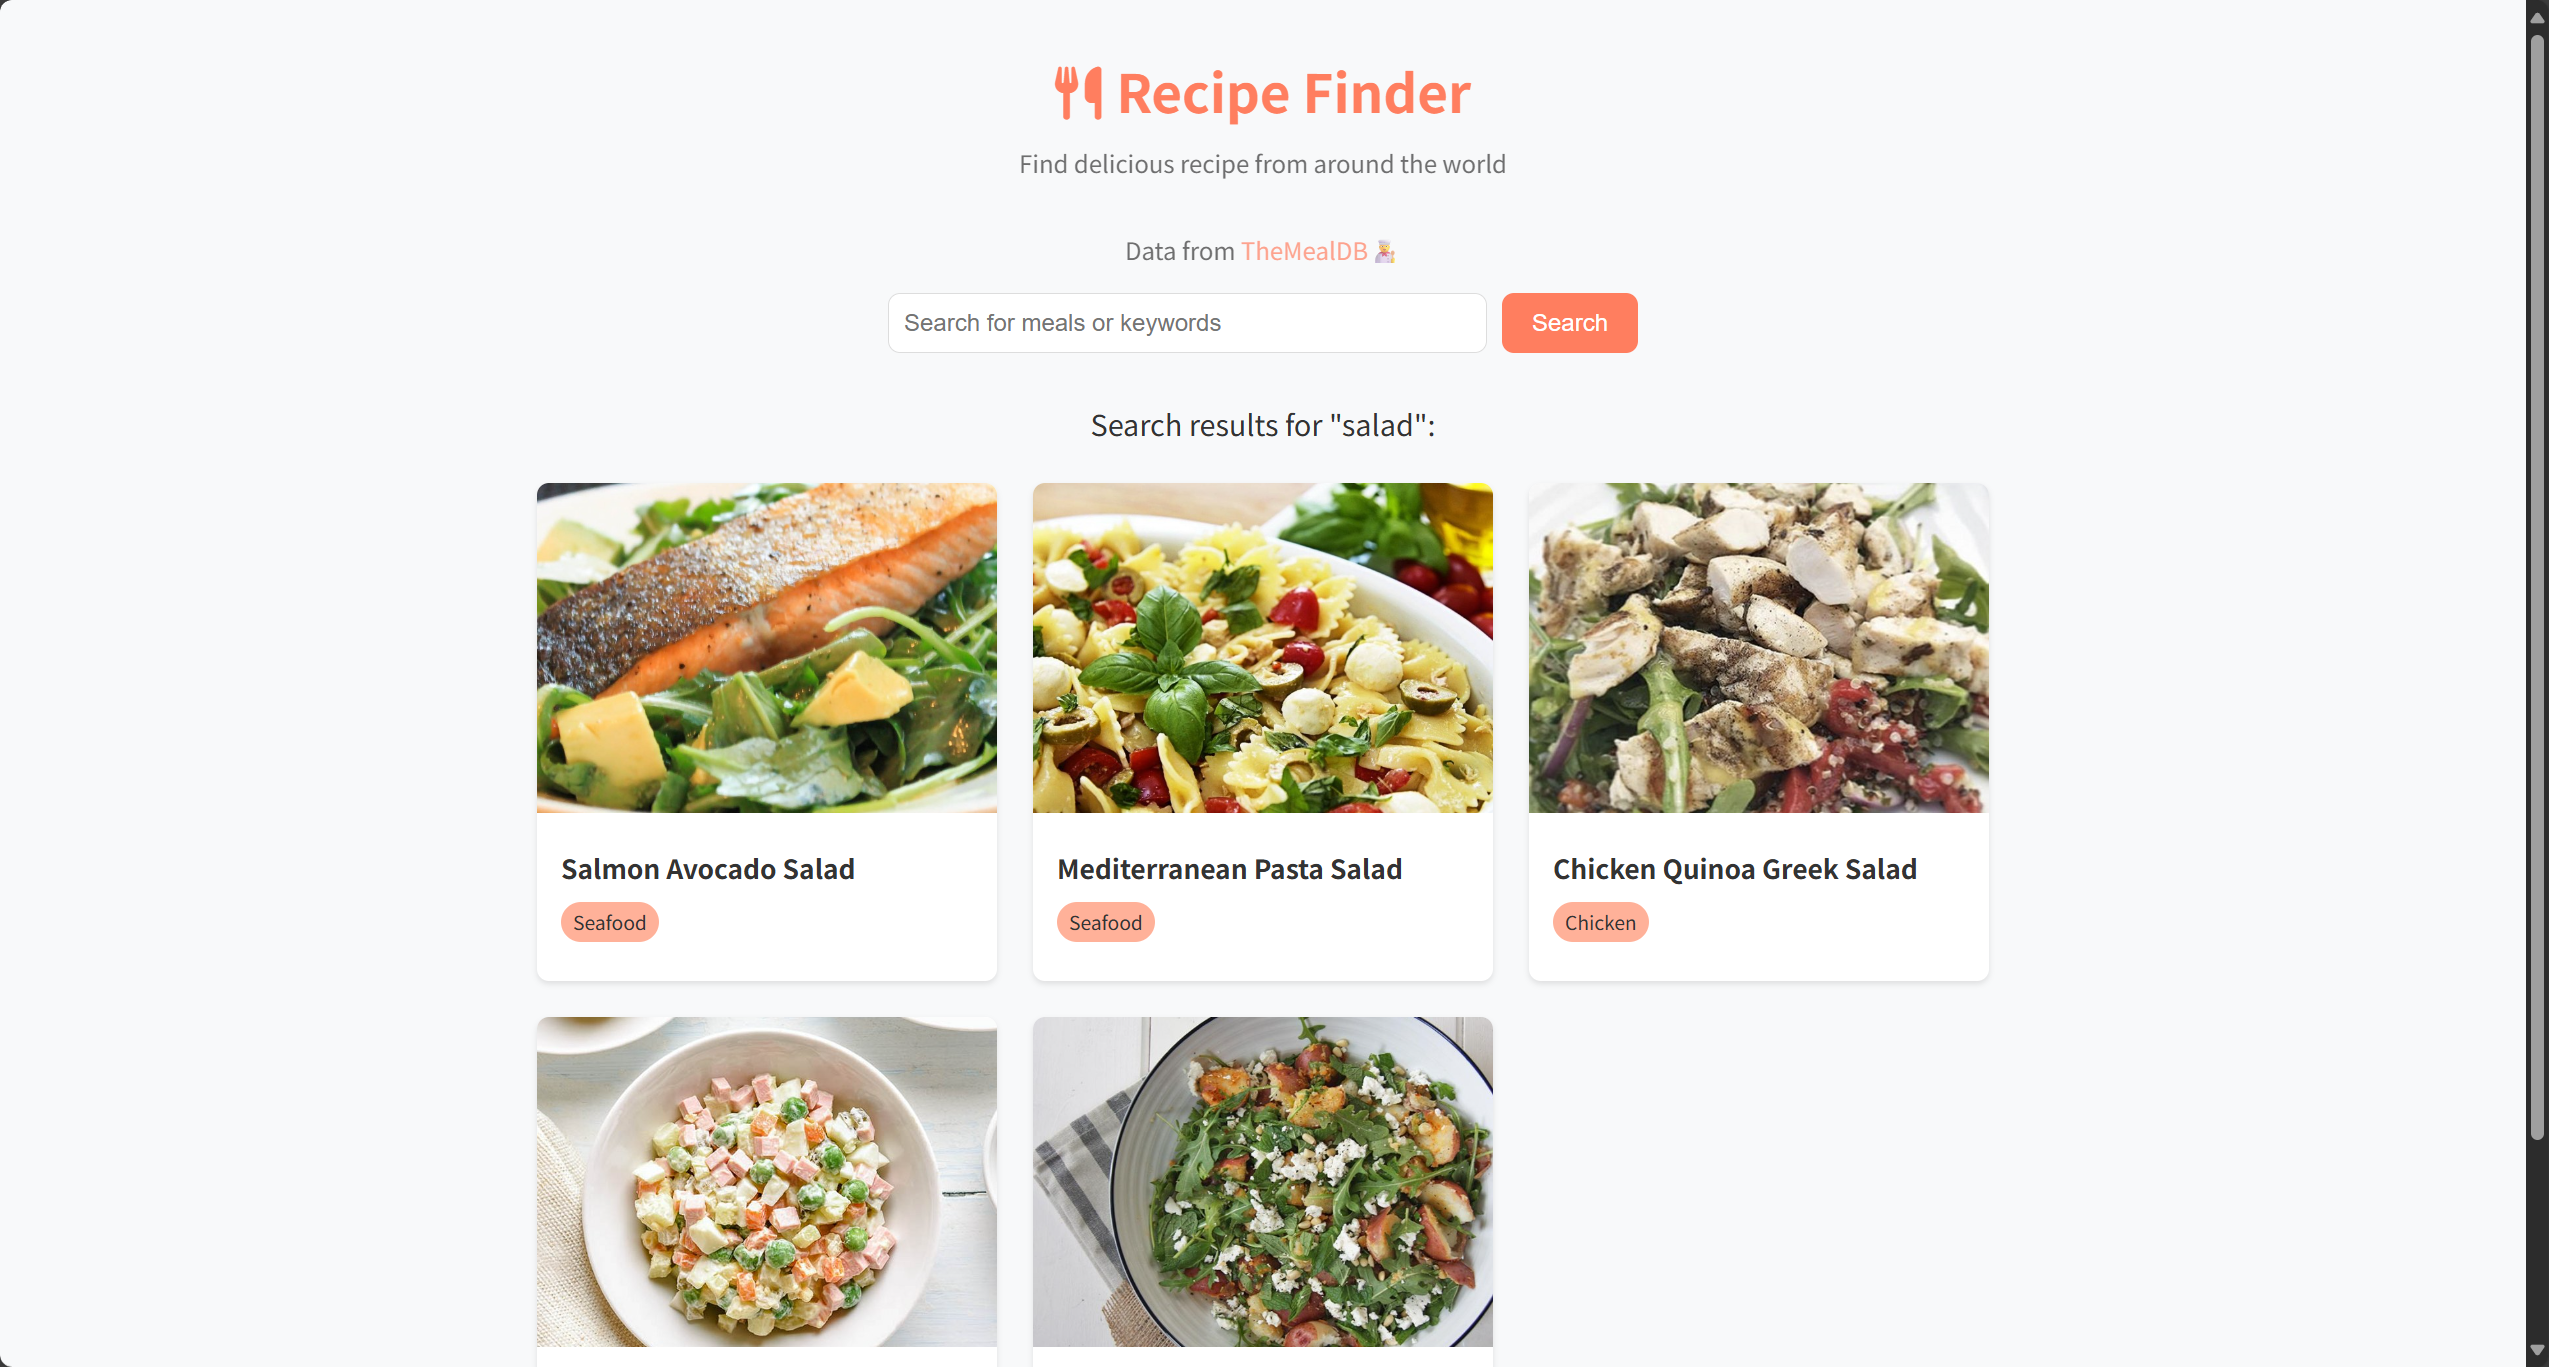 Recipe Finder
Find delicious recipe from around the world
Data from TheMealDB
Search for meals or keywords
Search
Search results for "salad":
Salmon Avocado Salad
Seafood
Mediterranean Pasta Salad
Seafood
Chicken Quinoa Greek Salad
Chicken